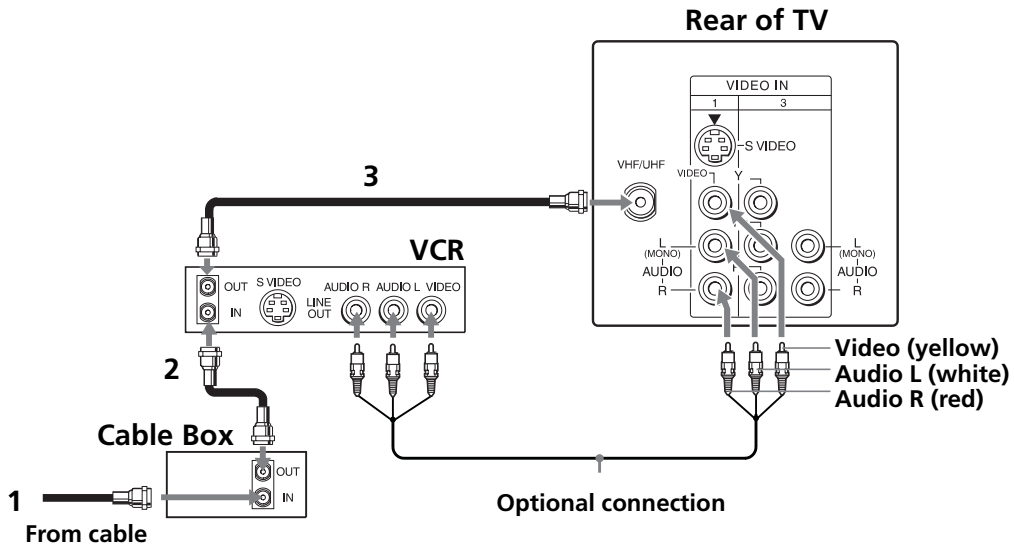 Rear of TV
VIDEO IN
1 3
S VIDEO
VHF/UHF
VIDEO Y
L
(MONO)
AUDIO
R
L
(MONO)
AUDIO
R
3
VCR
OUT
IN
S VIDEO
LINE
OUT
AUDIO R AUDIO L VIDEO
2
Video (yellow)
Audio L (white)
Audio R (red)
Cable Box
OUT
IN
1
From cable
Optional connection